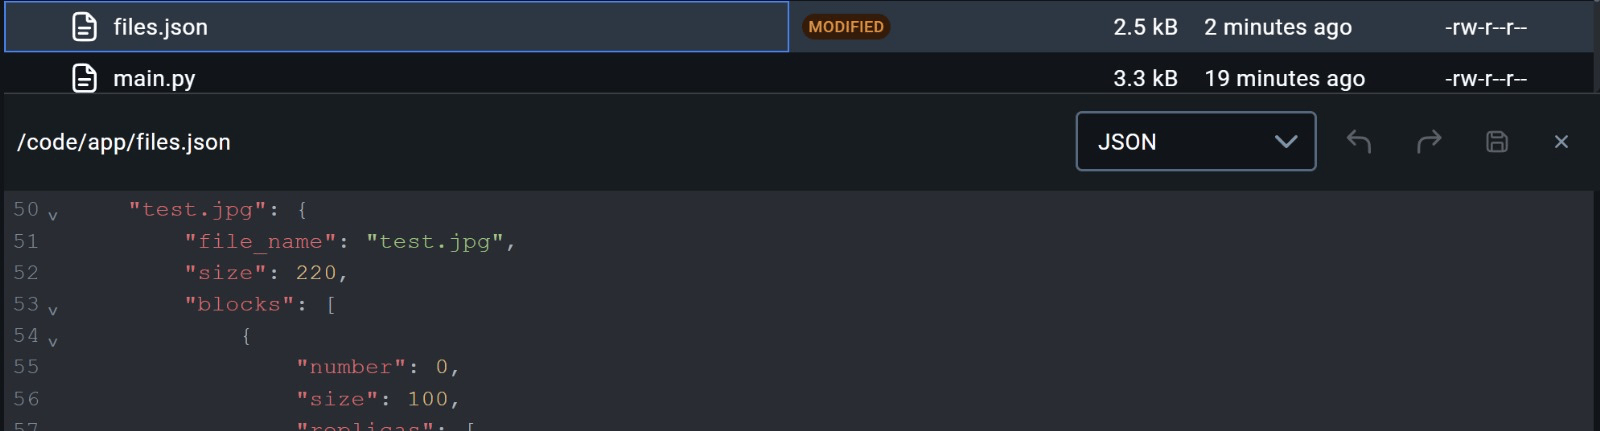 files.json MODIFIED 2.5 kB 2 minutes ago -rw-r--r--
main.py 3.3 kB 19 minutes ago -rw-r--r--
/code/app/files.json JSON
50 "test.jpg": {
51 "file_name": "test.jpg",
52 "size": 220,
53 "blocks": [
54 {
55 "number": 0,
56 "size": 100,
57 "replicas": [